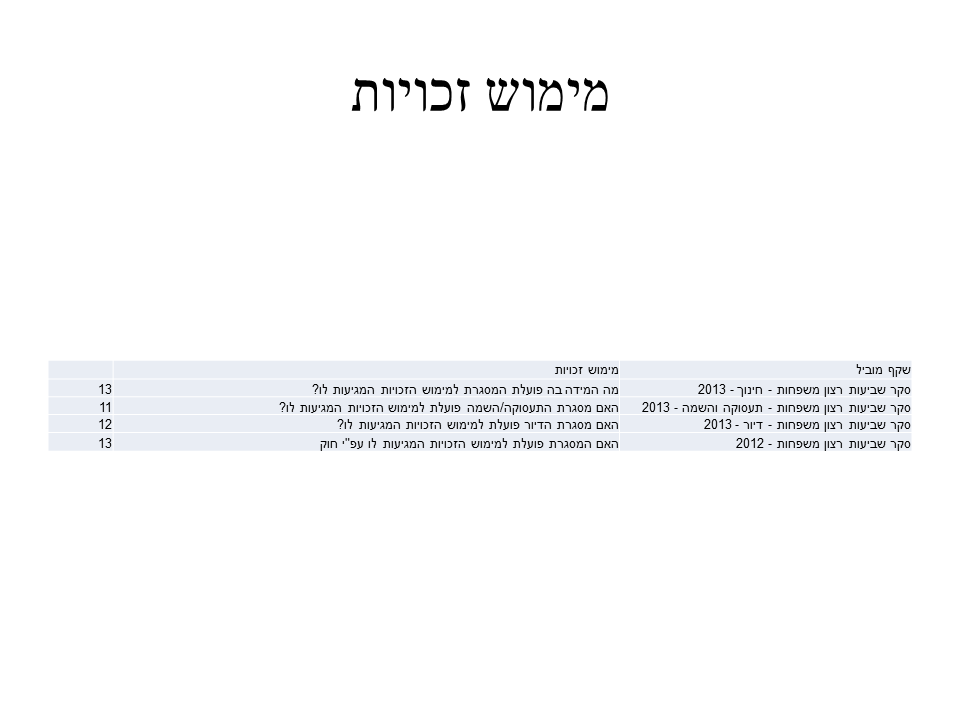 מימוש זכויות
שקף מוביל מימוש זכויות
סקר שביעות רצון משפחות - חינוך - 2013 מה המידה בה פועלת המסגרת למימוש הזכויות המגיעות לו? 13
סקר שביעות רצון משפחות - תעסוקה והשמה - 2013 האם מסגרת התעסוקה/השמה פועלת למימוש הזכויות המגיעות לו? 11
סקר שביעות רצון משפחות - דיור - 2013 האם מסגרת הדיור פועלת למימוש הזכויות המגיעות לו? 12
סקר שביעות רצון משפחות - 2012 האם המסגרת פועלת למימוש הזכויות המגיעות לו עפ"י חוק 13